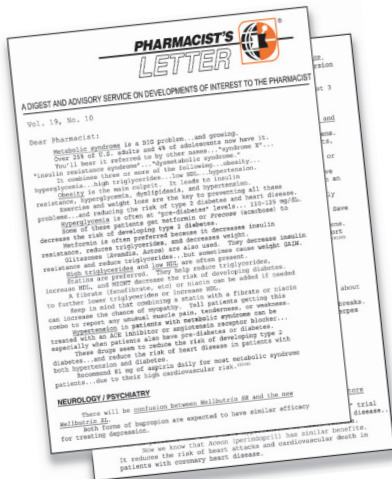 PHARMACIST'S
LETTER
®
A DIGEST AND ADVISORY SERVICE ON DEVELOPMENTS OF INTEREST TO THE PHARMACIST
Vol. 19, No. 10
Dear Pharmacist:
Metabolic syndrome is a BIG problem...and growing.
Over 25% of U.S. adults and 4% of adolescents now have it.
You'll hear it referred to by other names..."syndrome X"...
"insulin resistance syndrome"..."dysmetabolic syndrome."
It combines three or more of the following...obesity...
hyperglycemia...high triglycerides...low HDL...hypertension.
Obesity is the main culprit. It leads to insulin
resistance, hyperglycemia, dyslipidemia, and hypertension.
Exercise and weight loss are the key to preventing all these
problems...and reducing the risk of type 2 diabetes and heart disease.
Hyperglycemia is often at "pre-diabetes" levels... 110-125 mg/dL.
Some of these patients get metformin or Precose (acarbose) to
decrease the risk of developing type 2 diabetes.
Metformin is often preferred because it decreases insulin
resistance, reduces triglycerides, and decreases weight.
Glitazones (Avandia, Actos) are also used. They decrease insulin
resistance and reduce triglycerides...but sometimes cause weight GAIN.
High triglycerides and low HDL are often present.
Statins are preferred. They help reduce triglycerides,
increase HDL, and MIGHT decrease the risk of developing diabetes.
A fibrate (fenofibrate, etc) or niacin can be added if needed
to further lower triglycerides or increase HDL.
Keep in mind that combining a statin with a fibrate or niacin
can increase the chance of myopathy. Tell patients getting this
combo to report any unusual muscle pain, tenderness, or weakness.
Hypertension in patients with metabolic syndrome can be
treated with an ACE inhibitor or angiotensin receptor blocker...
especially when patients also have pre-diabetes or diabetes.
These drugs seem to reduce the risk of developing type 2
diabetes...and reduce the risk of heart disease in patients with
both hypertension and diabetes.
Recommend 81 mg of aspirin daily for most metabolic syndrome
patients...due to their high cardiovascular risk.
NEUROLOGY / PSYCHIATRY
There will be confusion between Wellbutrin SR and the new
Wellbutrin XL.
Both forms of bupropion are expected to have similar efficacy
for treating depression.
about
breaks.
herpes
trial
disease..
Now we know that Aceon (perindopril) has similar benefits.
It reduces the risk of heart attacks and cardiovascular death in
patients with coronary heart disease.